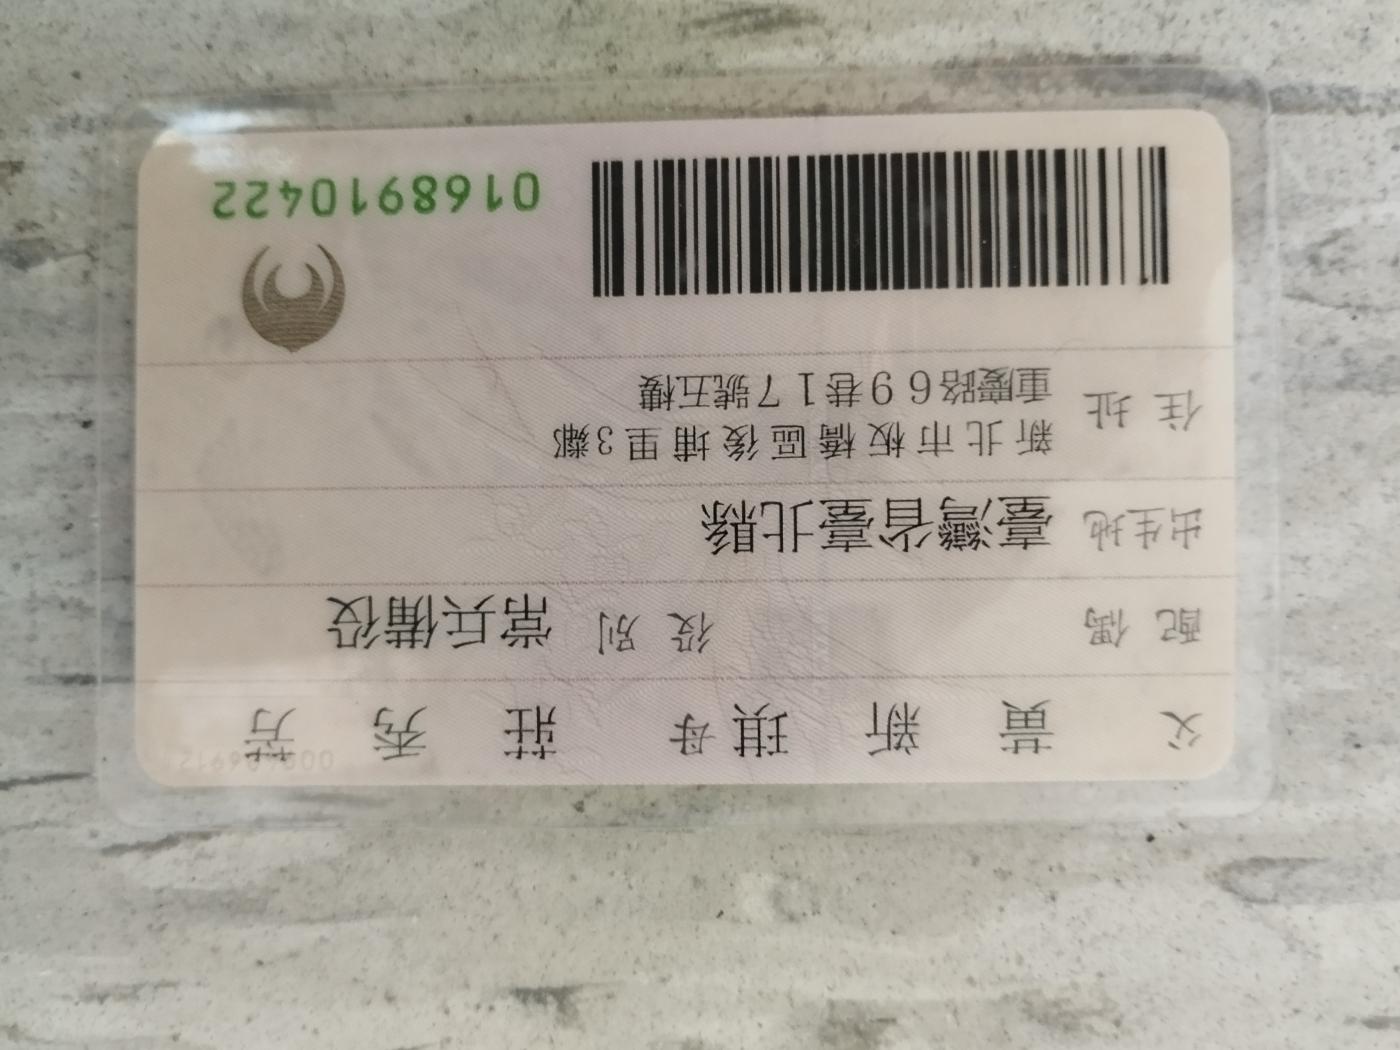 父 黃新琪 母 莊秀芳
配偶 役別 常備兵役
出生地 臺灣省臺北縣
住址 新北市板橋區後埔里3鄰
重慶路69巷17號五樓
0168910422